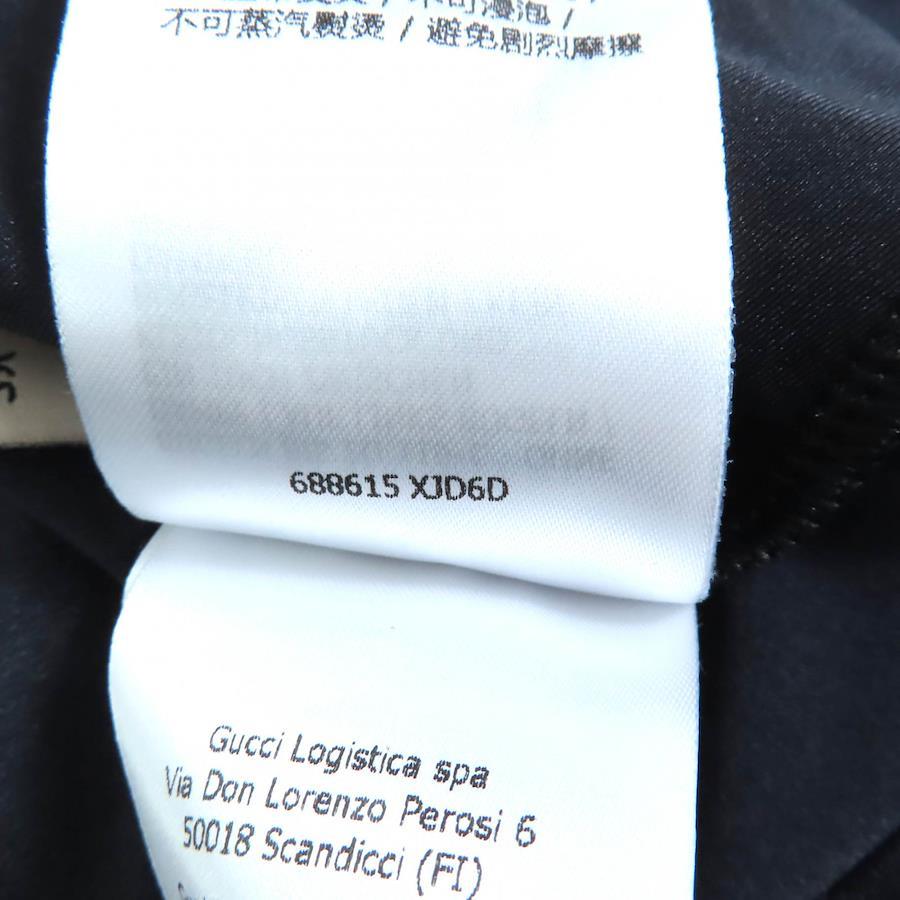 不可蒸汽熨燙 / 避免劇烈摩擦
688615 XJD6D
Gucci Logistica spa
Via Don Lorenzo Perosi 6
50018 Scandicci (FI)